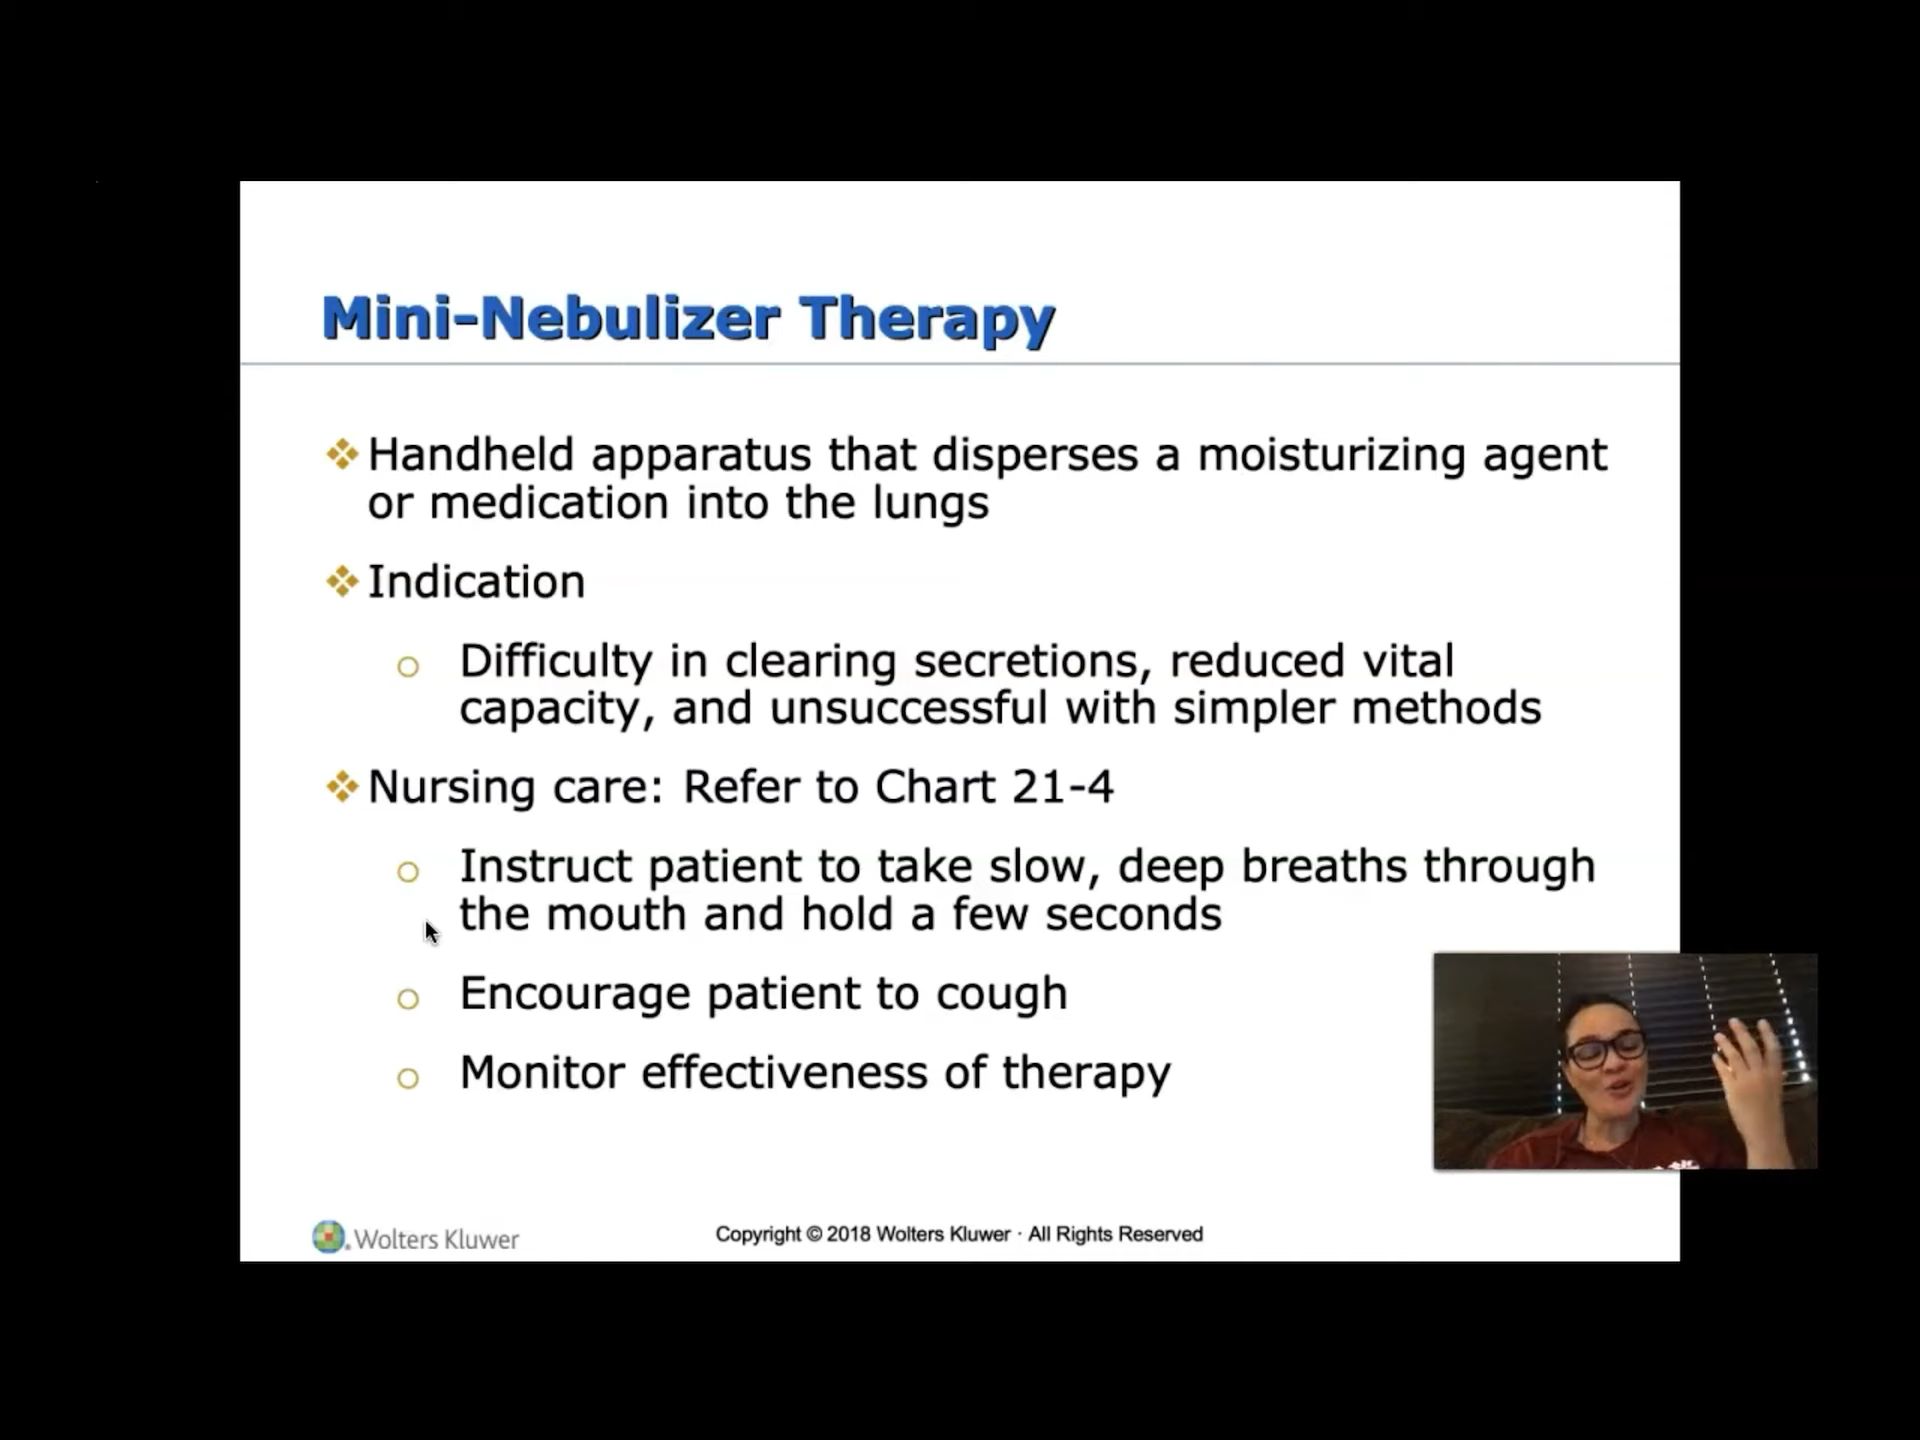 Mini-Nebulizer Therapy
Handheld apparatus that disperses a moisturizing agent
or medication into the lungs
Indication
Difficulty in clearing secretions, reduced vital
capacity, and unsuccessful with simpler methods
Nursing care: Refer to Chart 21-4
Instruct patient to take slow, deep breaths through
the mouth and hold a few seconds
Encourage patient to cough
Monitor effectiveness of therapy
Wolters Kluwer
Copyright © 2018 Wolters Kluwer · All Rights Reserved